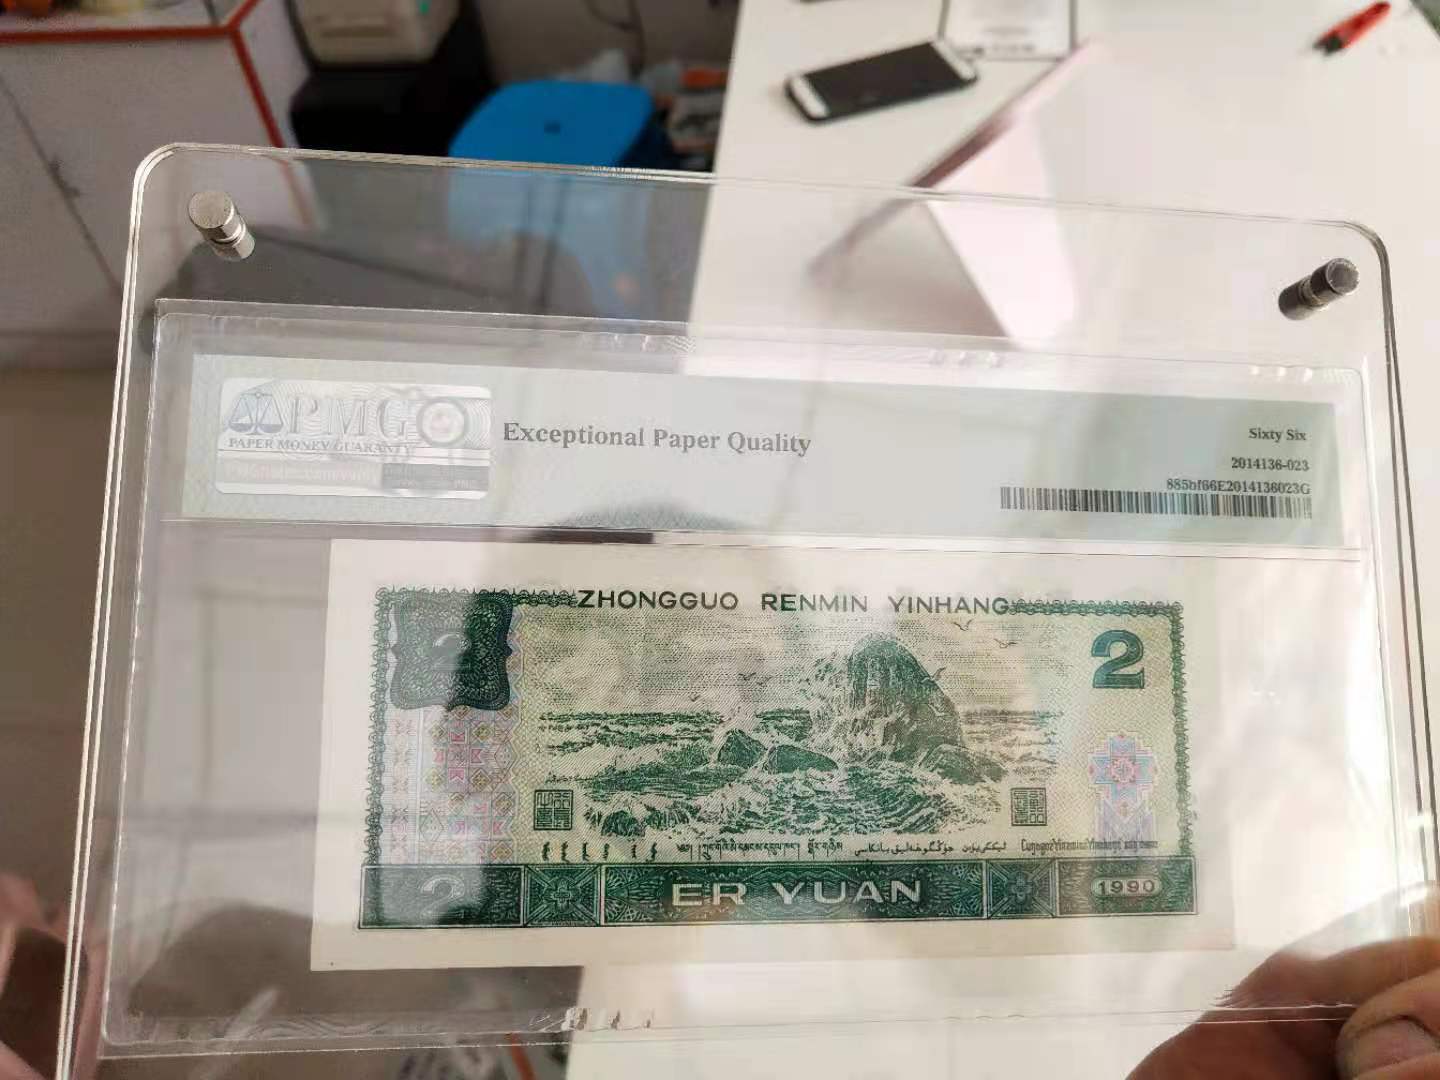 PMG
PAPER MONEY GUARANTY
Exceptional Paper Quality
Sixty Six
2014136-023
885bf66E2014136023G
ZHONGGUO RENMIN YINHANG
2
2
2
ER YUAN
1990